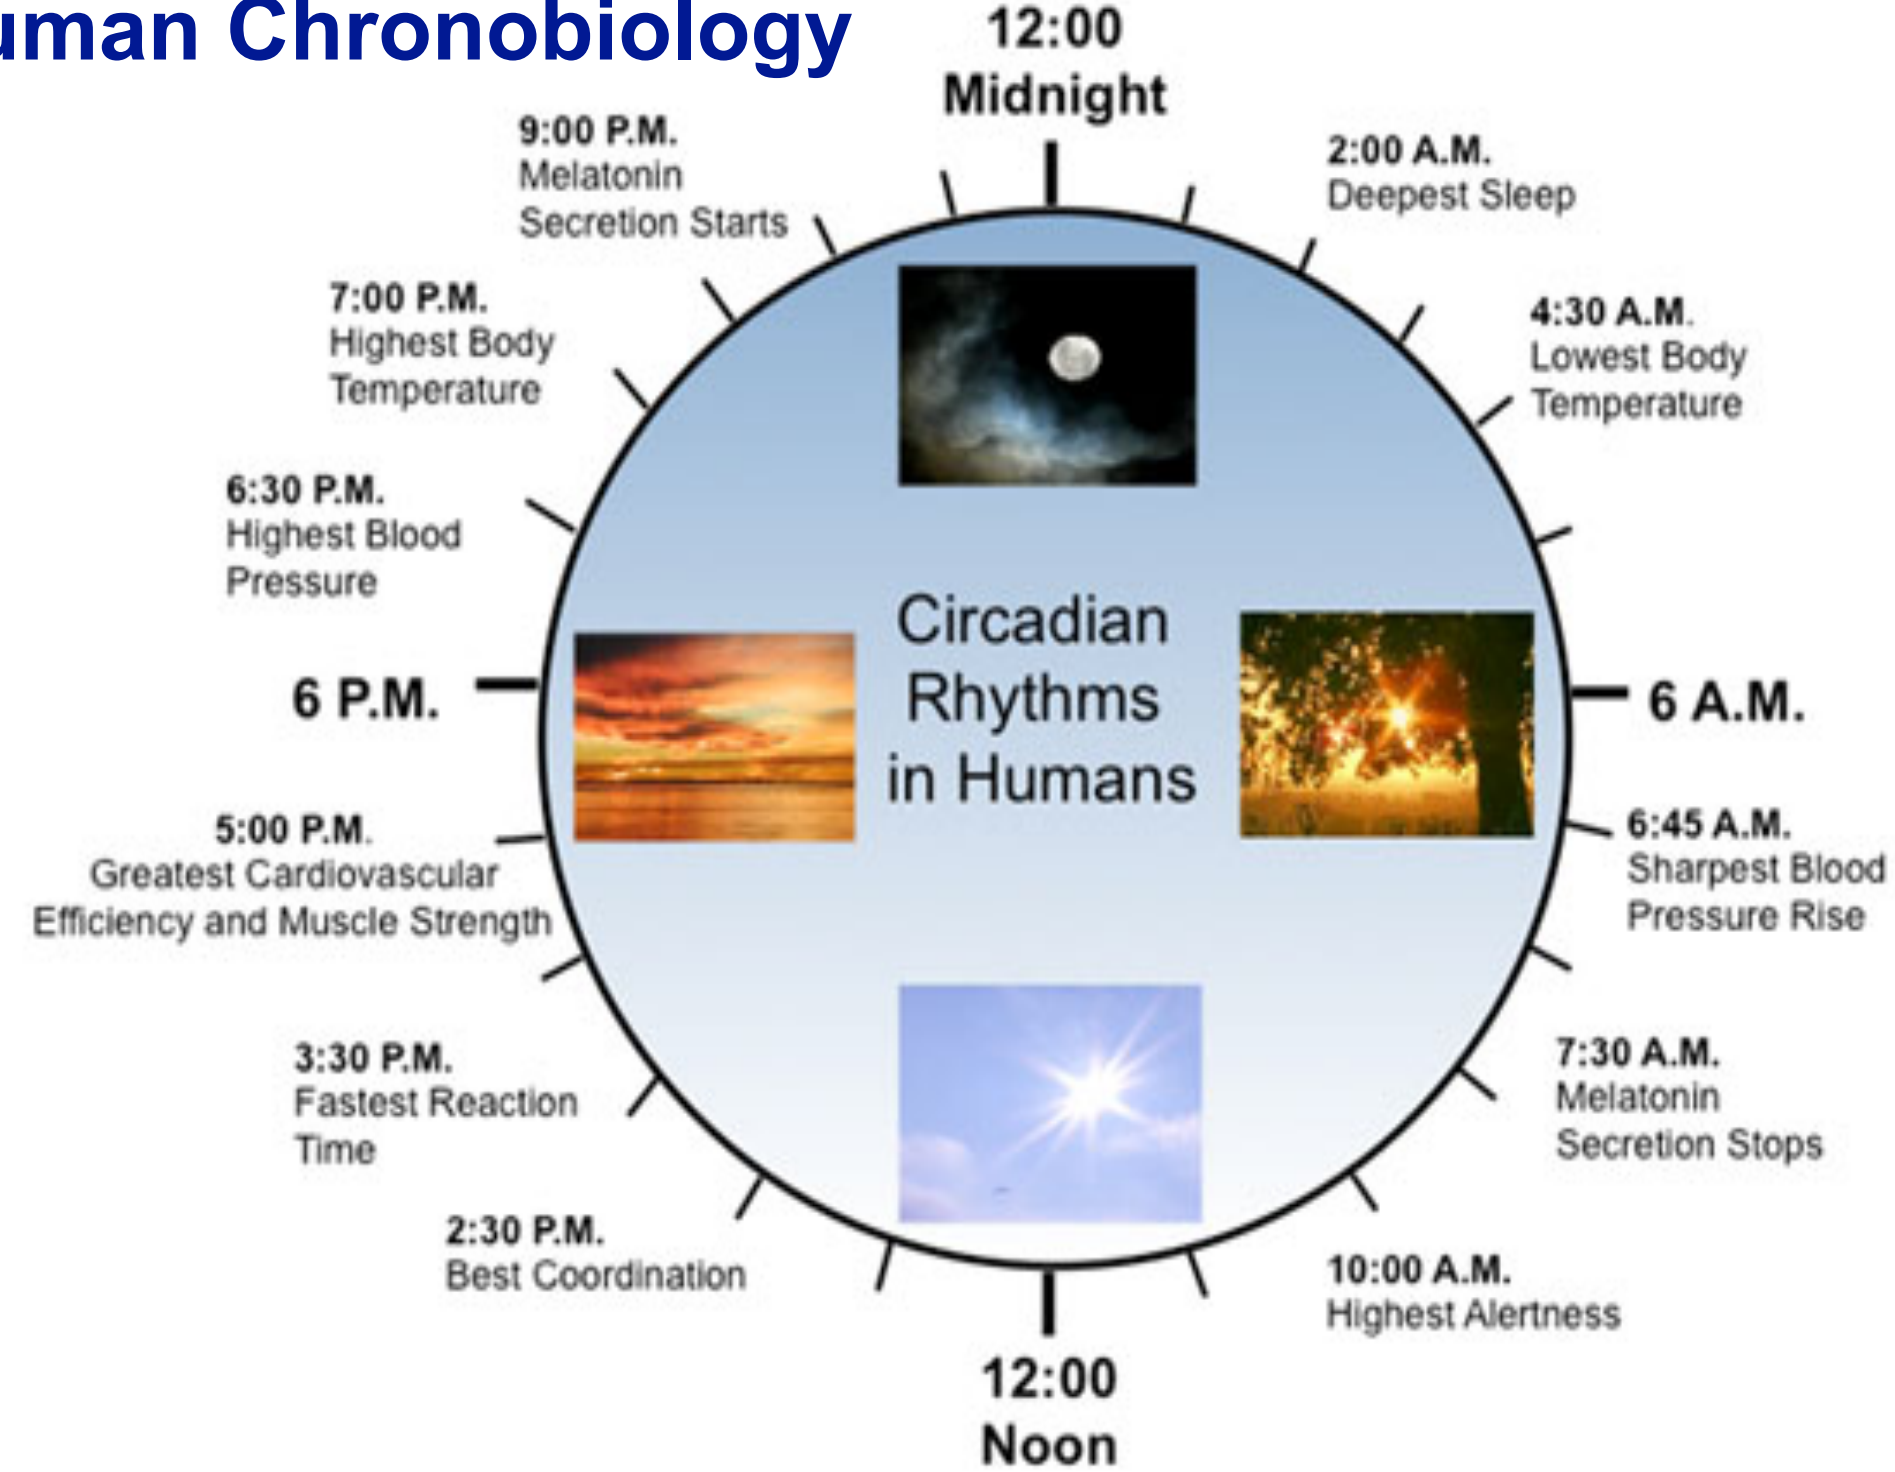 uman Chronobiology
12:00
Midnight
2:00 A.M.
Deepest Sleep
4:30 A.M.
Lowest Body
Temperature
6 A.M.
6:45 A.M.
Sharpest Blood
Pressure Rise
7:30 A.M.
Melatonin
Secretion Stops
10:00 A.M.
Highest Alertness
12:00
Noon
2:30 P.M.
Best Coordination
3:30 P.M.
Fastest Reaction
Time
5:00 P.M.
Greatest Cardiovascular
Efficiency and Muscle Strength
6 P.M.
6:30 P.M.
Highest Blood
Pressure
7:00 P.M.
Highest Body
Temperature
9:00 P.M.
Melatonin
Secretion Starts
Circadian
Rhythms
in Humans